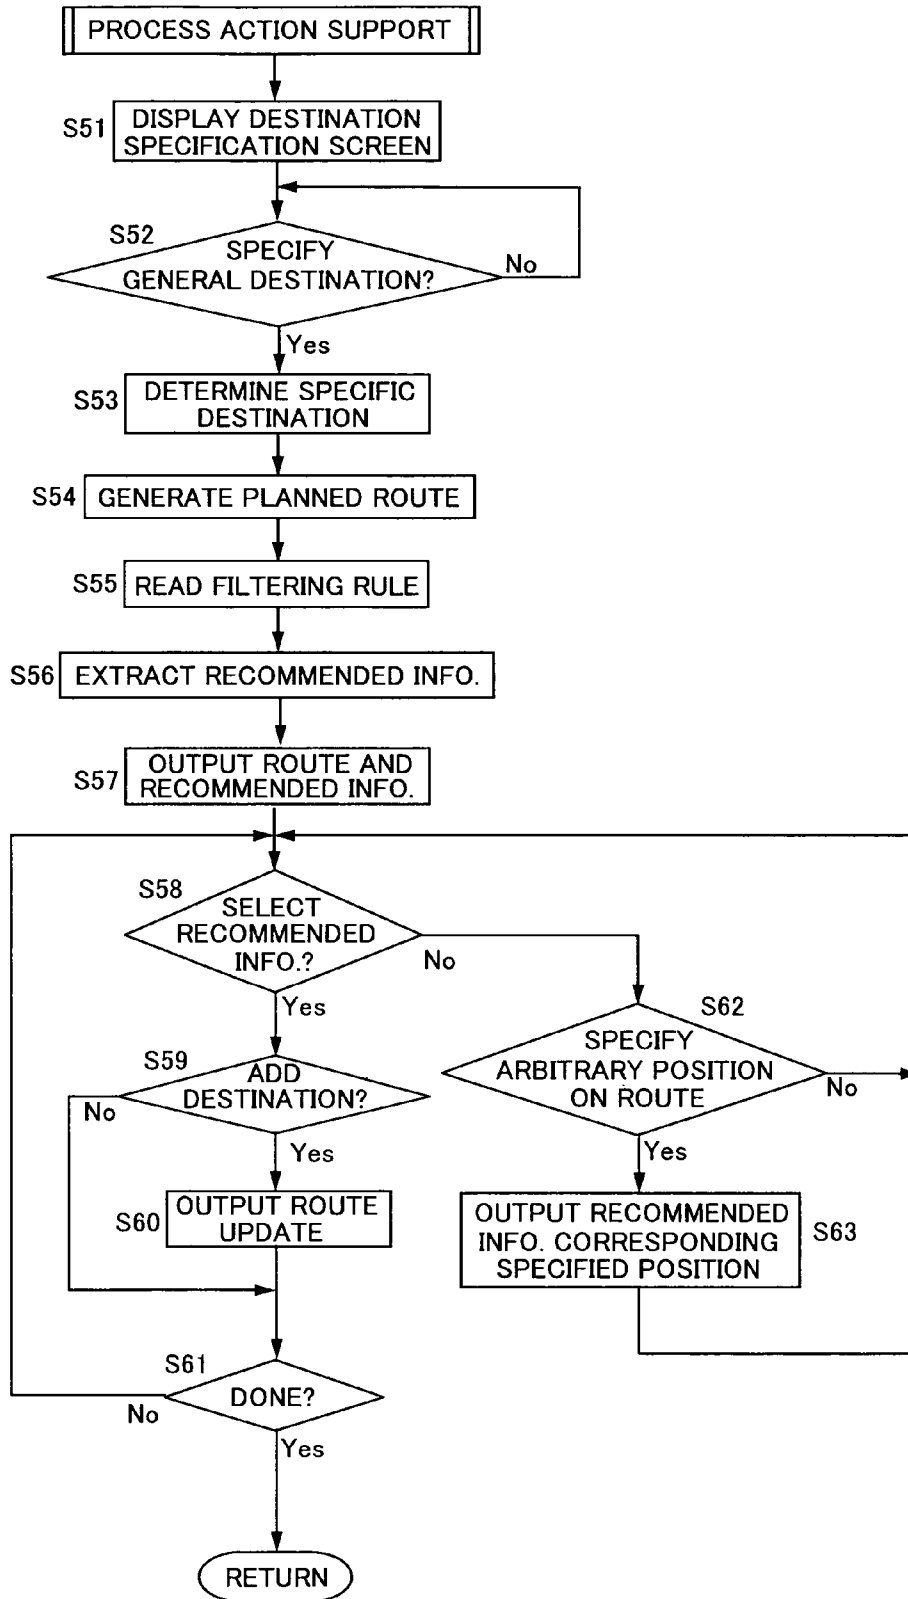 PROCESS ACTION SUPPORT
S51
DISPLAY DESTINATION
SPECIFICATION SCREEN
S52
SPECIFY
GENERAL DESTINATION?
No
Yes
S53
DETERMINE SPECIFIC
DESTINATION
S54
GENERATE PLANNED ROUTE
S55
READ FILTERING RULE
S56
EXTRACT RECOMMENDED INFO.
S57
OUTPUT ROUTE AND
RECOMMENDED INFO.
S58
SELECT
RECOMMENDED
INFO.?
No
Yes
S62
SPECIFY
ARBITRARY POSITION
ON ROUTE
No
Yes
S59
ADD
DESTINATION?
No
Yes
S60
OUTPUT ROUTE
UPDATE
OUTPUT RECOMMENDED
INFO. CORRESPONDING
SPECIFIED POSITION
S63
S61
DONE?
No
Yes
RETURN